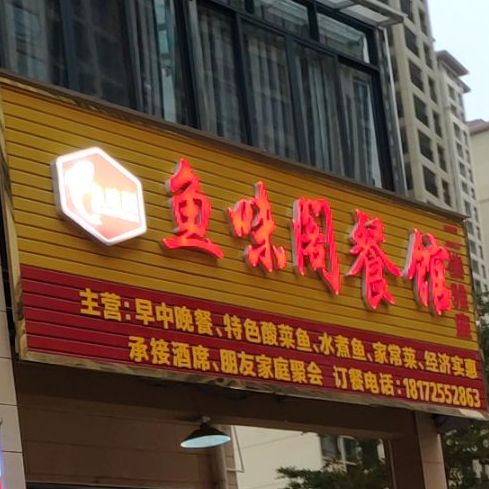 鱼味阁餐馆
主营：早中晚餐、特色酸菜鱼、水煮鱼、家常菜、经济实惠
承接酒席、朋友家庭聚会 订餐电话：18172552863